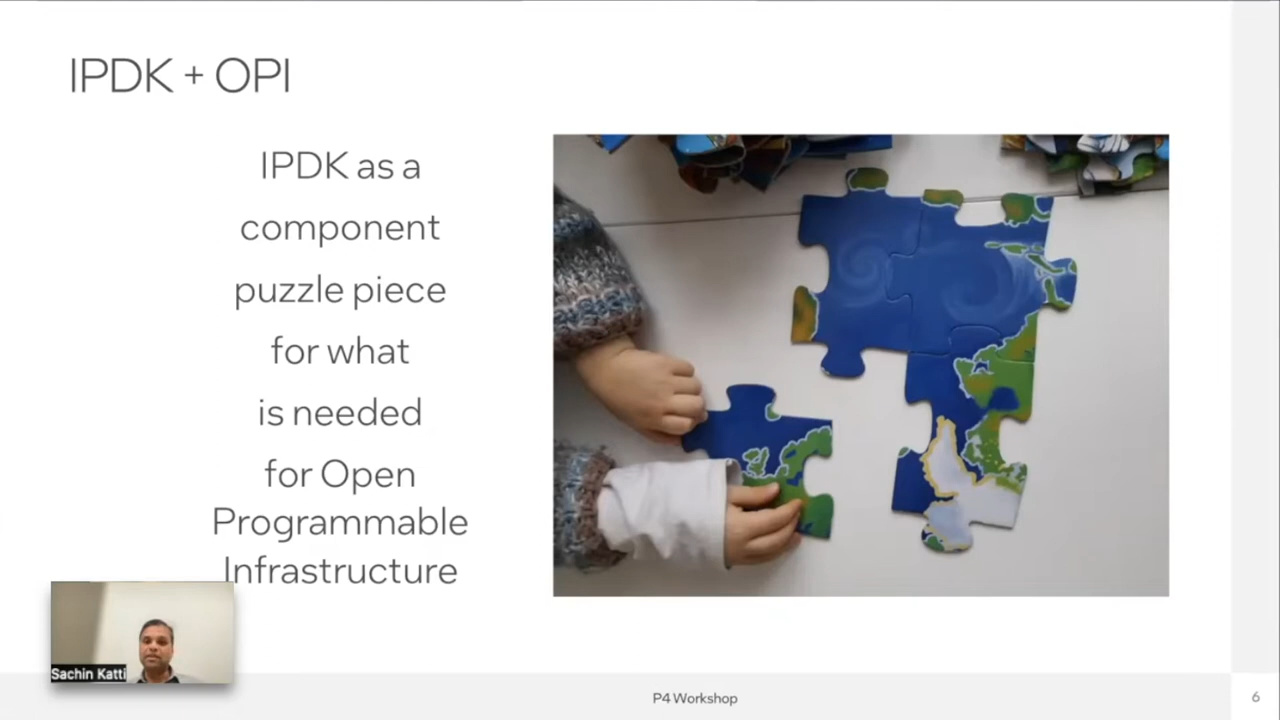 IPDK + OPI
IPDK as a
component
puzzle piece
for what
is needed
for Open
Programmable
Infrastructure
Sachin Katti
P4 Workshop
6